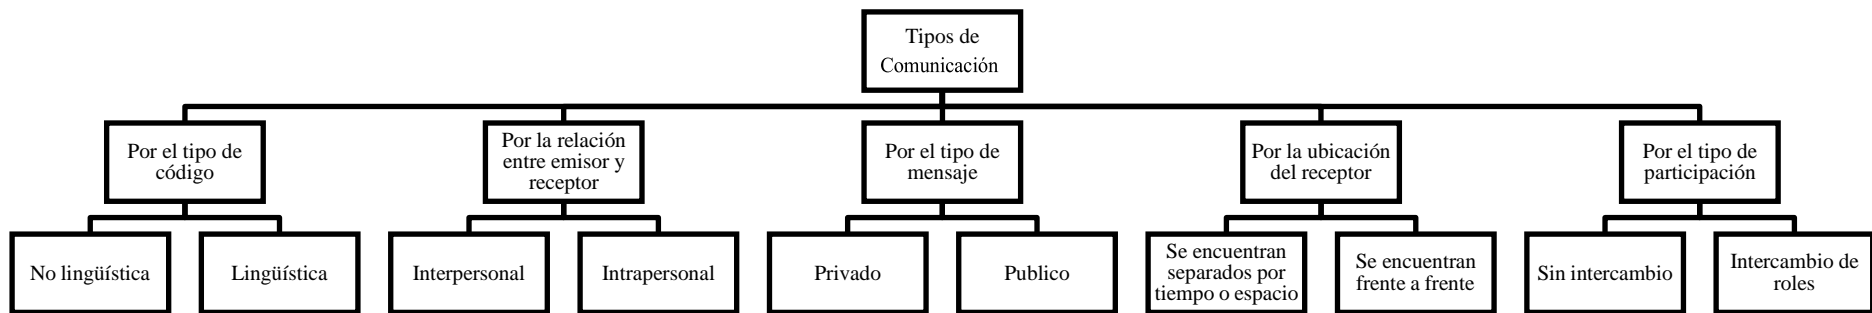 Tipos de
Comunicación
Por el tipo de
código
Por la relación
entre emisor y
receptor
Por el tipo de
mensaje
Por la ubicación
del receptor
Por el tipo de
participación
No lingüística
Lingüística
Interpersonal
Intrapersonal
Privado
Publico
Se encuentran
separados por
tiempo o espacio
Se encuentran
frente a frente
Sin intercambio
Intercambio de
roles